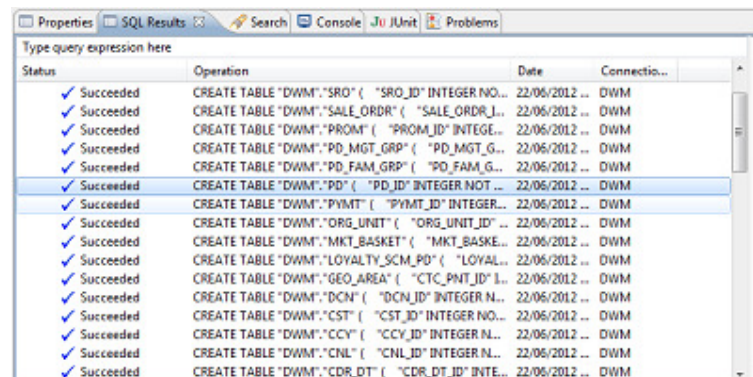 Properties SQL Results Search Console JUnit Problems
Type query expression here
Status Operation Date Connectio...
Succeeded CREATE TABLE "DWM"."SRO" ( "SRO_ID" INTEGER NO... 22/06/2012 ... DWM
Succeeded CREATE TABLE "DWM"."SALE_ORDR" ( "SALE_ORDR_I... 22/06/2012 ... DWM
Succeeded CREATE TABLE "DWM"."PROM" ( "PROM_ID" INTEGE... 22/06/2012 ... DWM
Succeeded CREATE TABLE "DWM"."PD_MGT_GRP" ( "PD_MGT_G... 22/06/2012 ... DWM
Succeeded CREATE TABLE "DWM"."PD_FAM_GRP" ( "PD_FAM_G... 22/06/2012 ... DWM
Succeeded CREATE TABLE "DWM"."PD" ( "PD_ID" INTEGER NOT ... 22/06/2012 ... DWM
Succeeded CREATE TABLE "DWM"."PYMT" ( "PYMT_ID" INTEGER... 22/06/2012 ... DWM
Succeeded CREATE TABLE "DWM"."ORG_UNIT" ( "ORG_UNIT_ID" ... 22/06/2012 ... DWM
Succeeded CREATE TABLE "DWM"."MKT_BASKET" ( "MKT_BASKE... 22/06/2012 ... DWM
Succeeded CREATE TABLE "DWM"."LOYALTY_SCM_PD" ( "LOYAL... 22/06/2012 ... DWM
Succeeded CREATE TABLE "DWM"."GEO_AREA" ( "CTC_PNT_ID" I... 22/06/2012 ... DWM
Succeeded CREATE TABLE "DWM"."DCN" ( "DCN_ID" INTEGER N... 22/06/2012 ... DWM
Succeeded CREATE TABLE "DWM"."CST" ( "CST_ID" INTEGER NO... 22/06/2012 ... DWM
Succeeded CREATE TABLE "DWM"."CCY" ( "CCY_ID" INTEGER N... 22/06/2012 ... DWM
Succeeded CREATE TABLE "DWM"."CNL" ( "CNL_ID" INTEGER N... 22/06/2012 ... DWM
Succeeded CREATE TABLE "DWM"."CDR_DT" ( "CDR_DT_ID" INTE... 22/06/2012 ... DWM